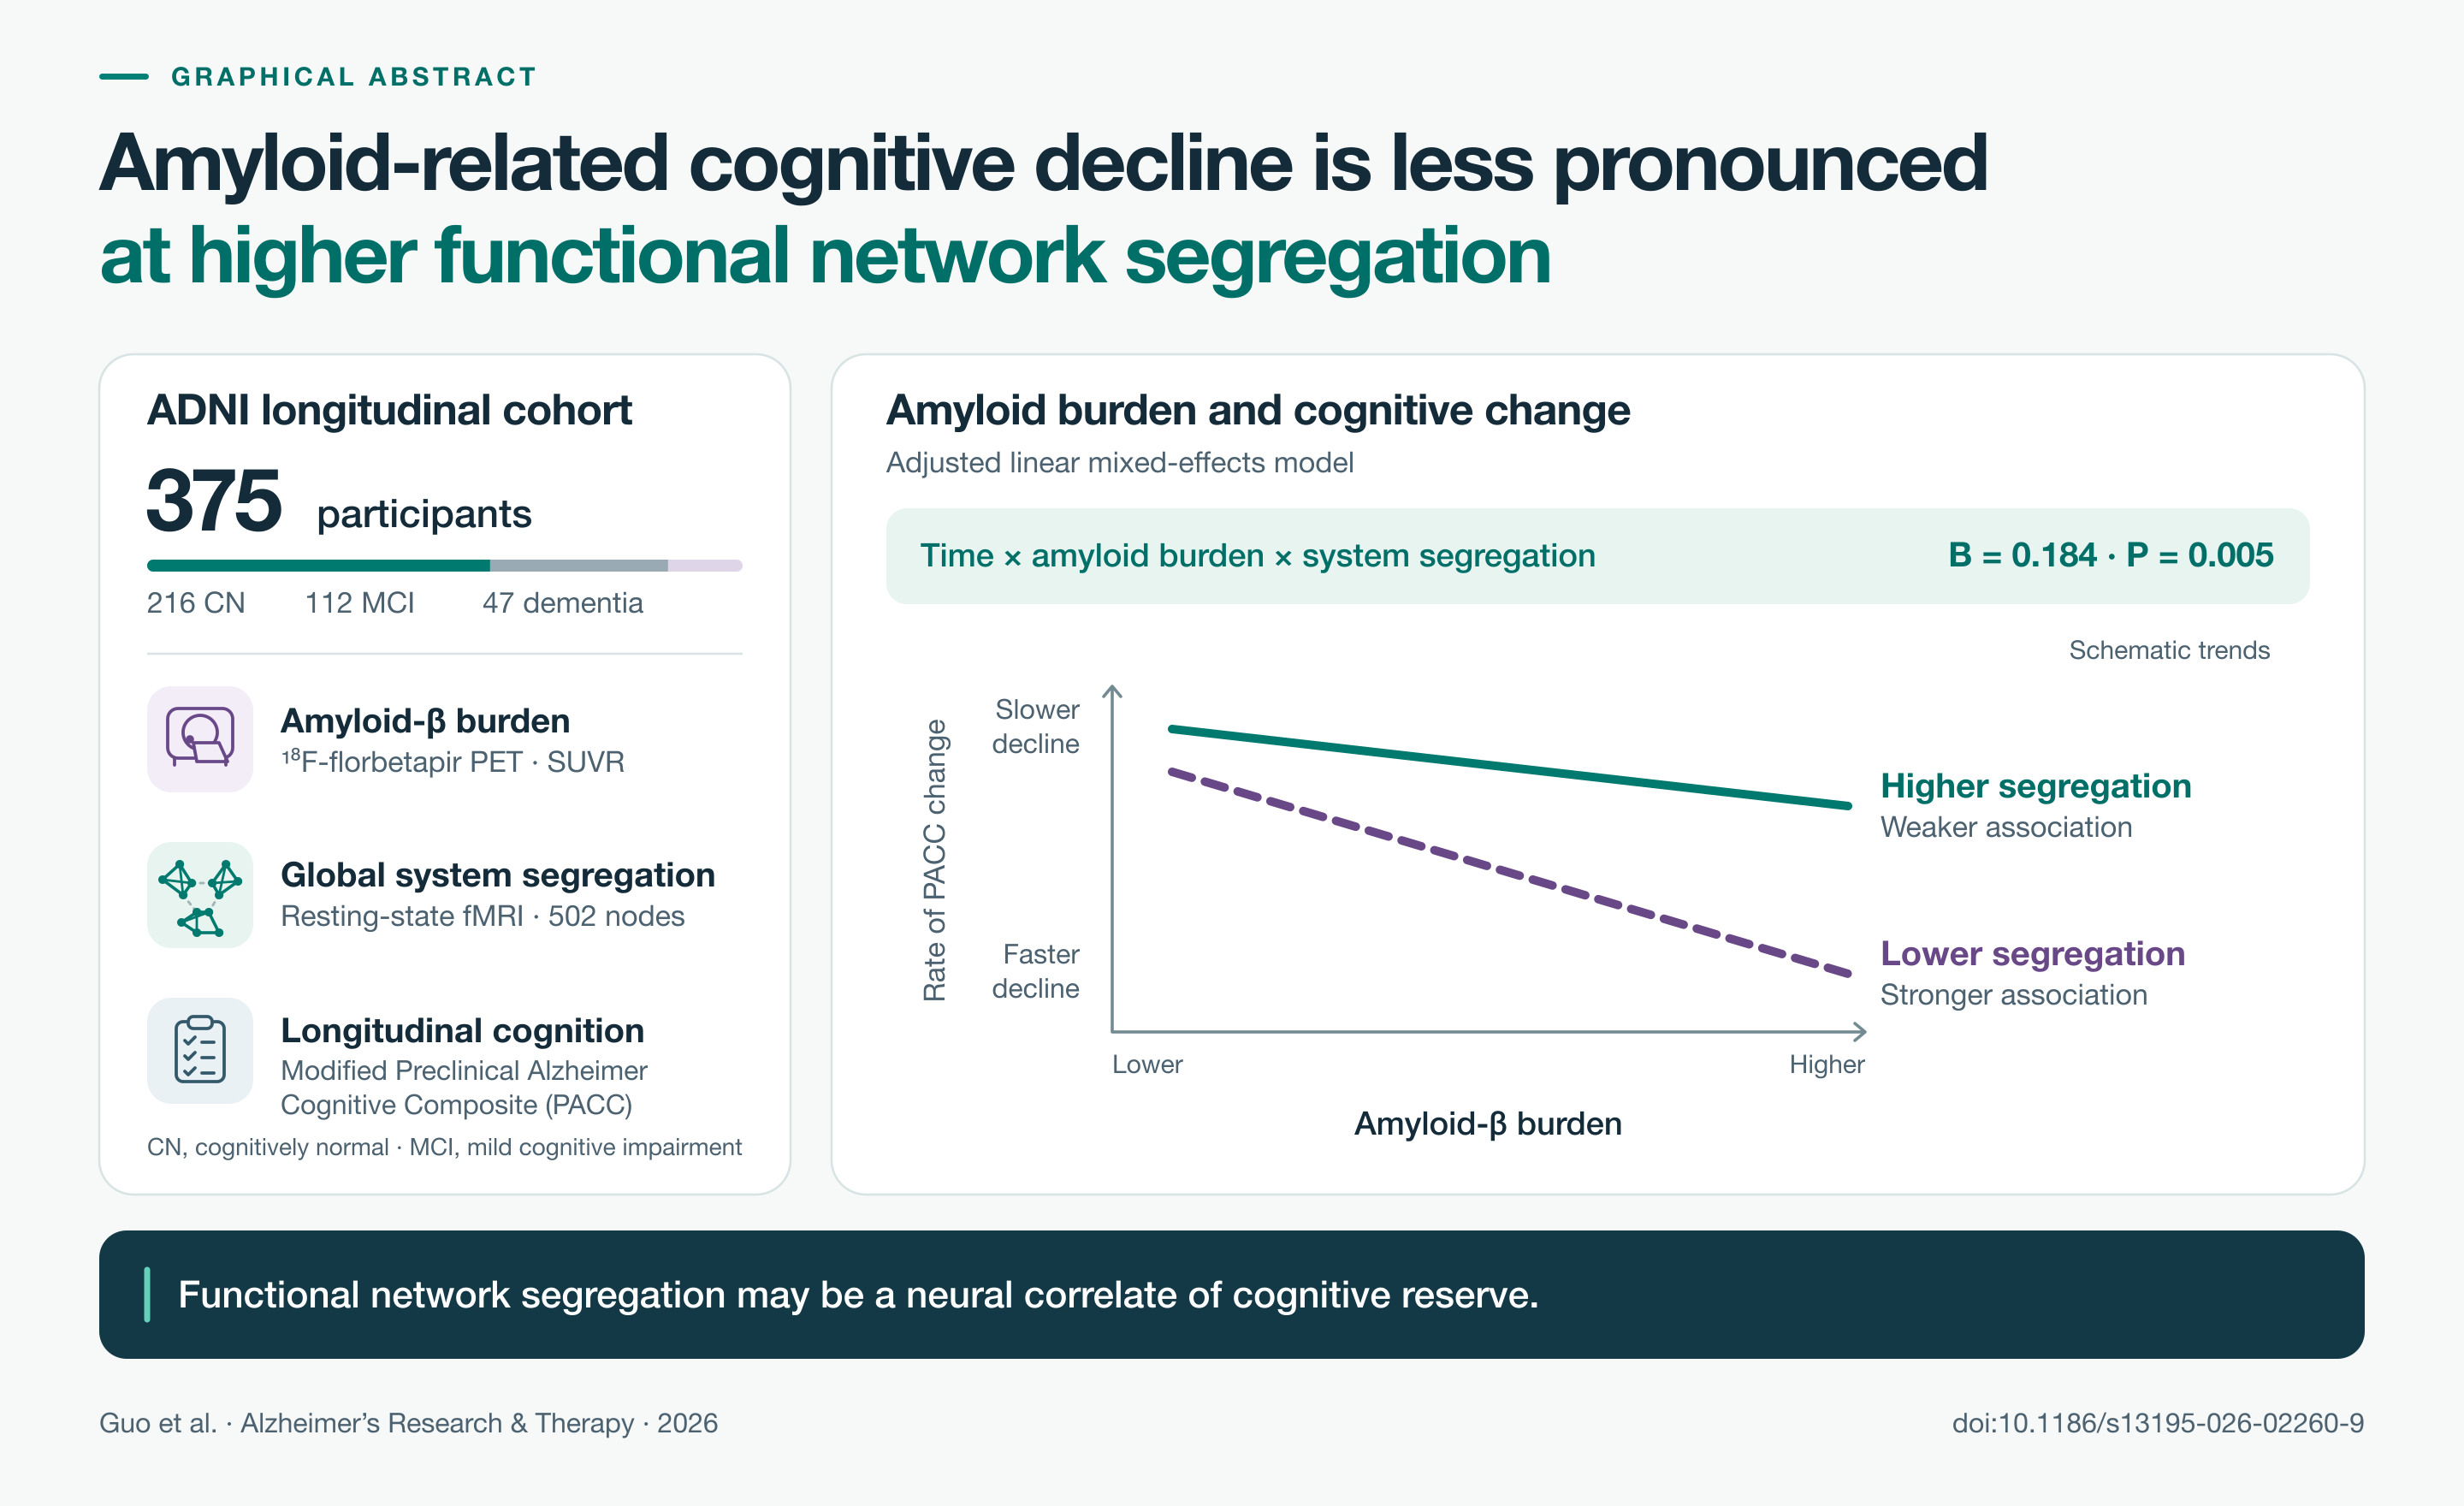 GRAPHICAL ABSTRACT
Amyloid-related cognitive decline is less pronounced
at higher functional network segregation
ADNI longitudinal cohort
375 participants
216 CN 112 MCI 47 dementia
Amyloid-β burden
¹⁸F-florbetapir PET · SUVR
Global system segregation
Resting-state fMRI · 502 nodes
Longitudinal cognition
Modified Preclinical Alzheimer
Cognitive Composite (PACC)
CN, cognitively normal · MCI, mild cognitive impairment
Amyloid burden and cognitive change
Adjusted linear mixed-effects model
Time × amyloid burden × system segregation B = 0.184 · P = 0.005
Schematic trends
Rate of PACC change
Slower
decline
Faster
decline
Higher segregation
Weaker association
Lower segregation
Stronger association
Lower Higher
Amyloid-β burden
Functional network segregation may be a neural correlate of cognitive reserve.
Guo et al. · Alzheimer’s Research & Therapy · 2026 doi:10.1186/s13195-026-02260-9